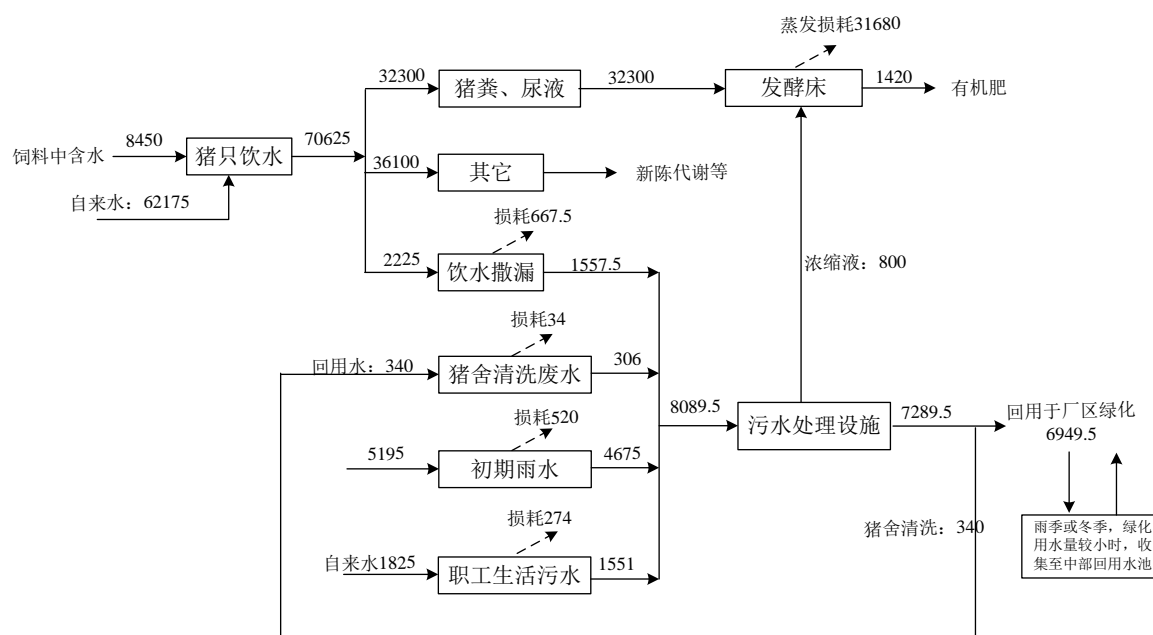 蒸发损耗31680
32300
猪粪、尿液
32300
发酵床
1420
有机肥
饲料中含水
8450
猪只饮水
70625
36100
其它
新陈代谢等
自来水：62175
损耗667.5
2225
饮水撒漏
1557.5
浓缩液：800
损耗34
回用水：340
猪舍清洗废水
306
8089.5
污水处理设施
7289.5
回用于厂区绿化
6949.5
损耗520
5195
初期雨水
4675
猪舍清洗：340
雨季或冬季，绿化
用水量较小时，收
集至中部回用水池
损耗274
自来水1825
职工生活污水
1551